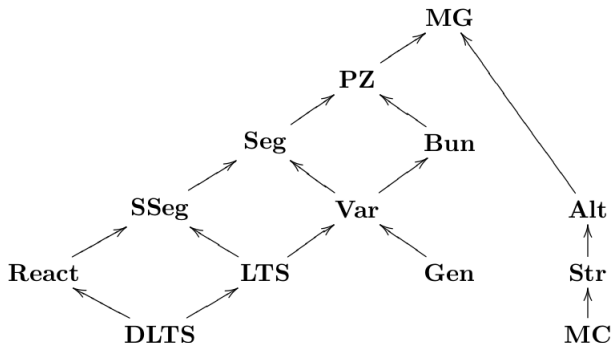 MG
PZ
Seg Bun
SSeg Var Alt
React LTS Gen Str
DLTS MC